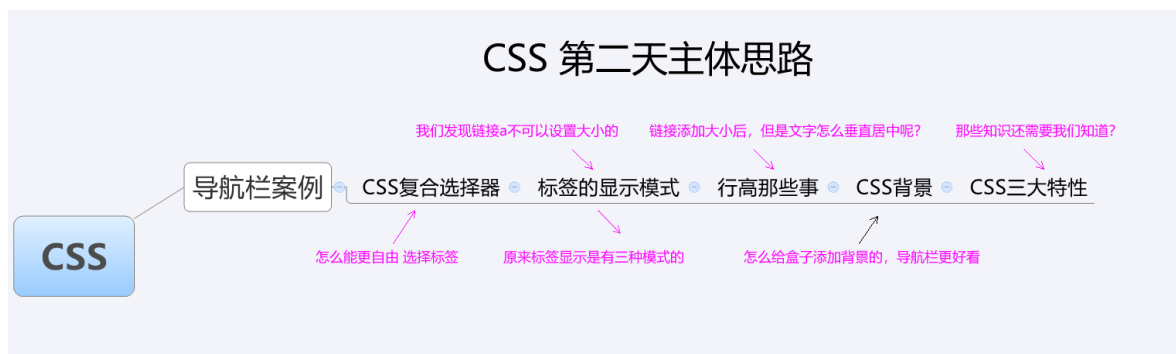 CSS 第二天主体思路
我们发现链接a不可以设置大小的
链接添加大小后，但是文字怎么垂直居中呢？
那些知识还需要我们知道？
导航栏案例
CSS复合选择器
标签的显示模式
行高那些事
CSS背景
CSS三大特性
CSS
怎么能更自由 选择标签
原来标签显示是有三种模式的
怎么给盒子添加背景的，导航栏更好看